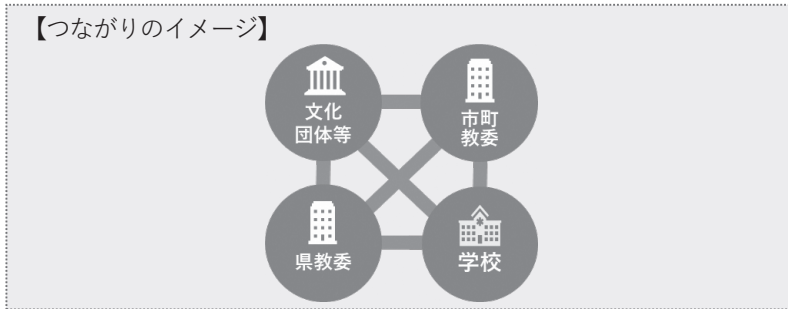 【つながりのイメージ】
文化
団体等
市町
教委
県教委
学校